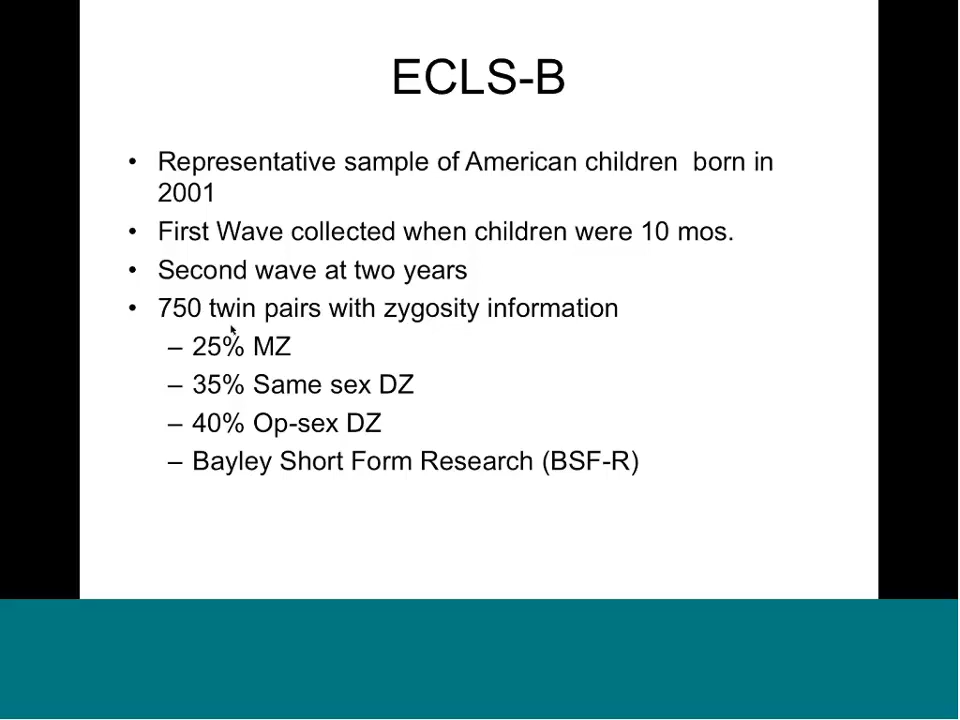 ECLS-B
• Representative sample of American children born in
2001
• First Wave collected when children were 10 mos.
• Second wave at two years
• 750 twin pairs with zygosity information
– 25% MZ
– 35% Same sex DZ
– 40% Op-sex DZ
– Bayley Short Form Research (BSF-R)